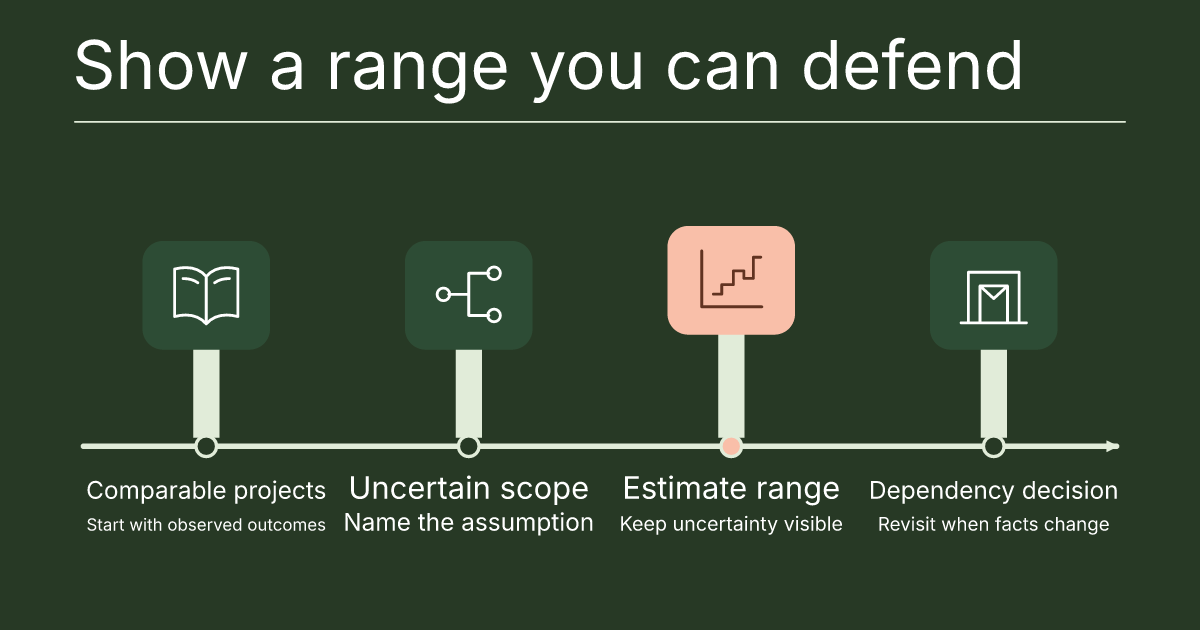 Show a range you can defend
Comparable projects
Start with observed outcomes
Uncertain scope
Name the assumption
Estimate range
Keep uncertainty visible
Dependency decision
Revisit when facts change